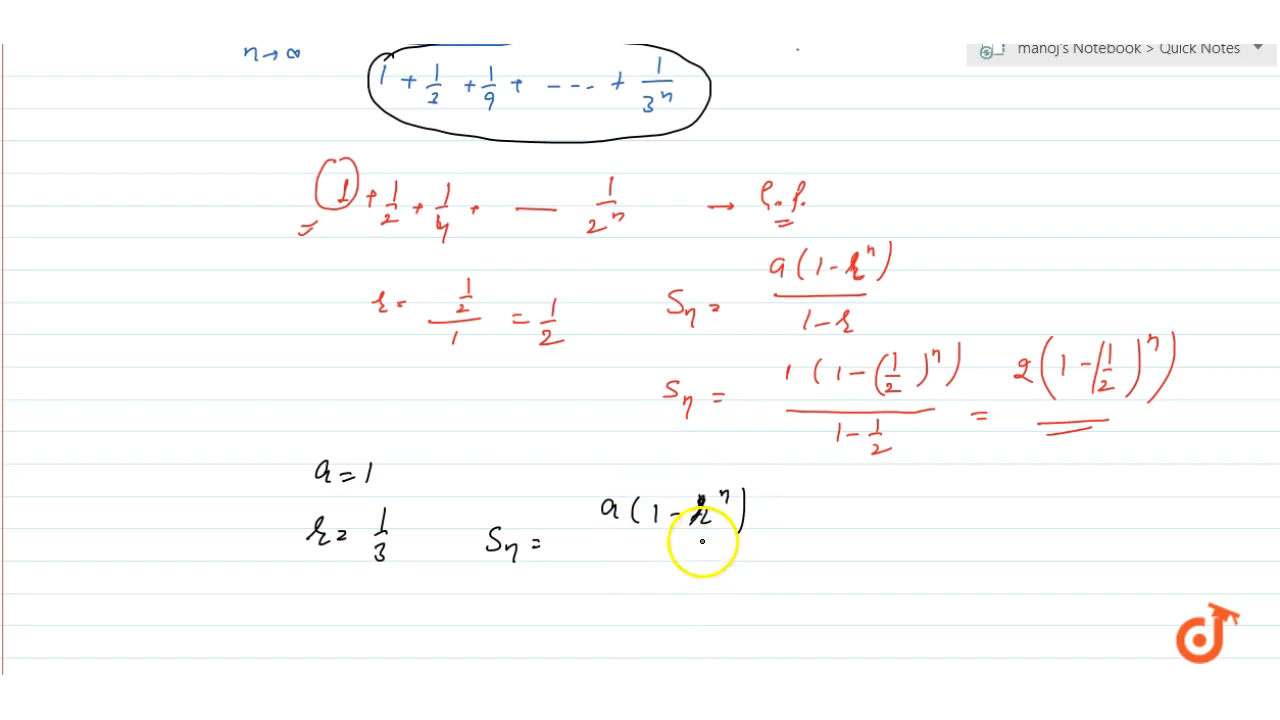 manoj's Notebook > Quick Notes
n→∞
1 + 1/3 + 1/9 + --- + 1/3^n
1 + 1/2 + 1/4 + — 1/2^n → G.P.
r = (1/2)/1 = 1/2
S_n = a(1-r^n)/(1-r)
S_n = 1(1-(1/2)^n)/(1-1/2) = 2(1-(1/2)^n)
a = 1
r = 1/3
S_n = a(1-r^n)